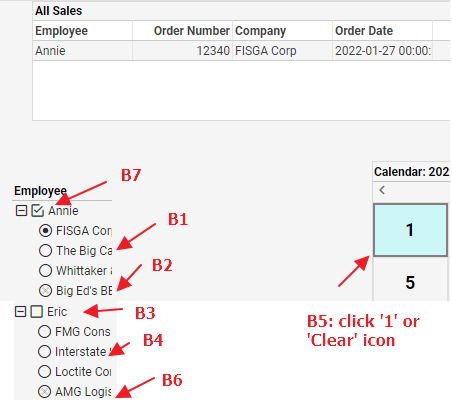 All Sales
Employee Order Number Company Order Date
Annie 12340 FISGA Corp 2022-01-27 00:00:
B7
Calendar: 202
Employee
Annie
B1
1
FISGA Corp
The Big Ca
Whittaker &
B2
Big Ed's BB
5
Eric
B3
B5: click '1' or
'Clear' icon
FMG Cons
B4
Interstate
Loctite Cor
B6
AMG Logis